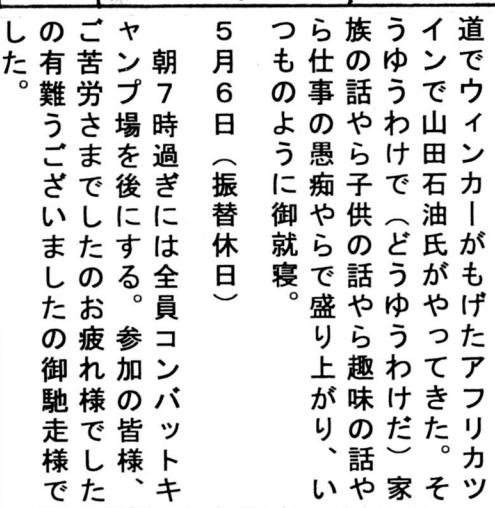 道でウィンカーがもげたアフリカツ
インで山田石油氏がやってきた。そ
うゆうわけで（どうゆうわけだ）家
族の話やら子供の話やら趣味の話や
ら仕事の愚痴やらで盛り上がり、い
つものように御就寝。
５月６日（振替休日）
朝７時過ぎには全員コンバットキ
ャンプ場を後にする。参加の皆様、
ご苦労さまでしたのお疲れ様でした
の有難うございましたの御馳走様で
した。